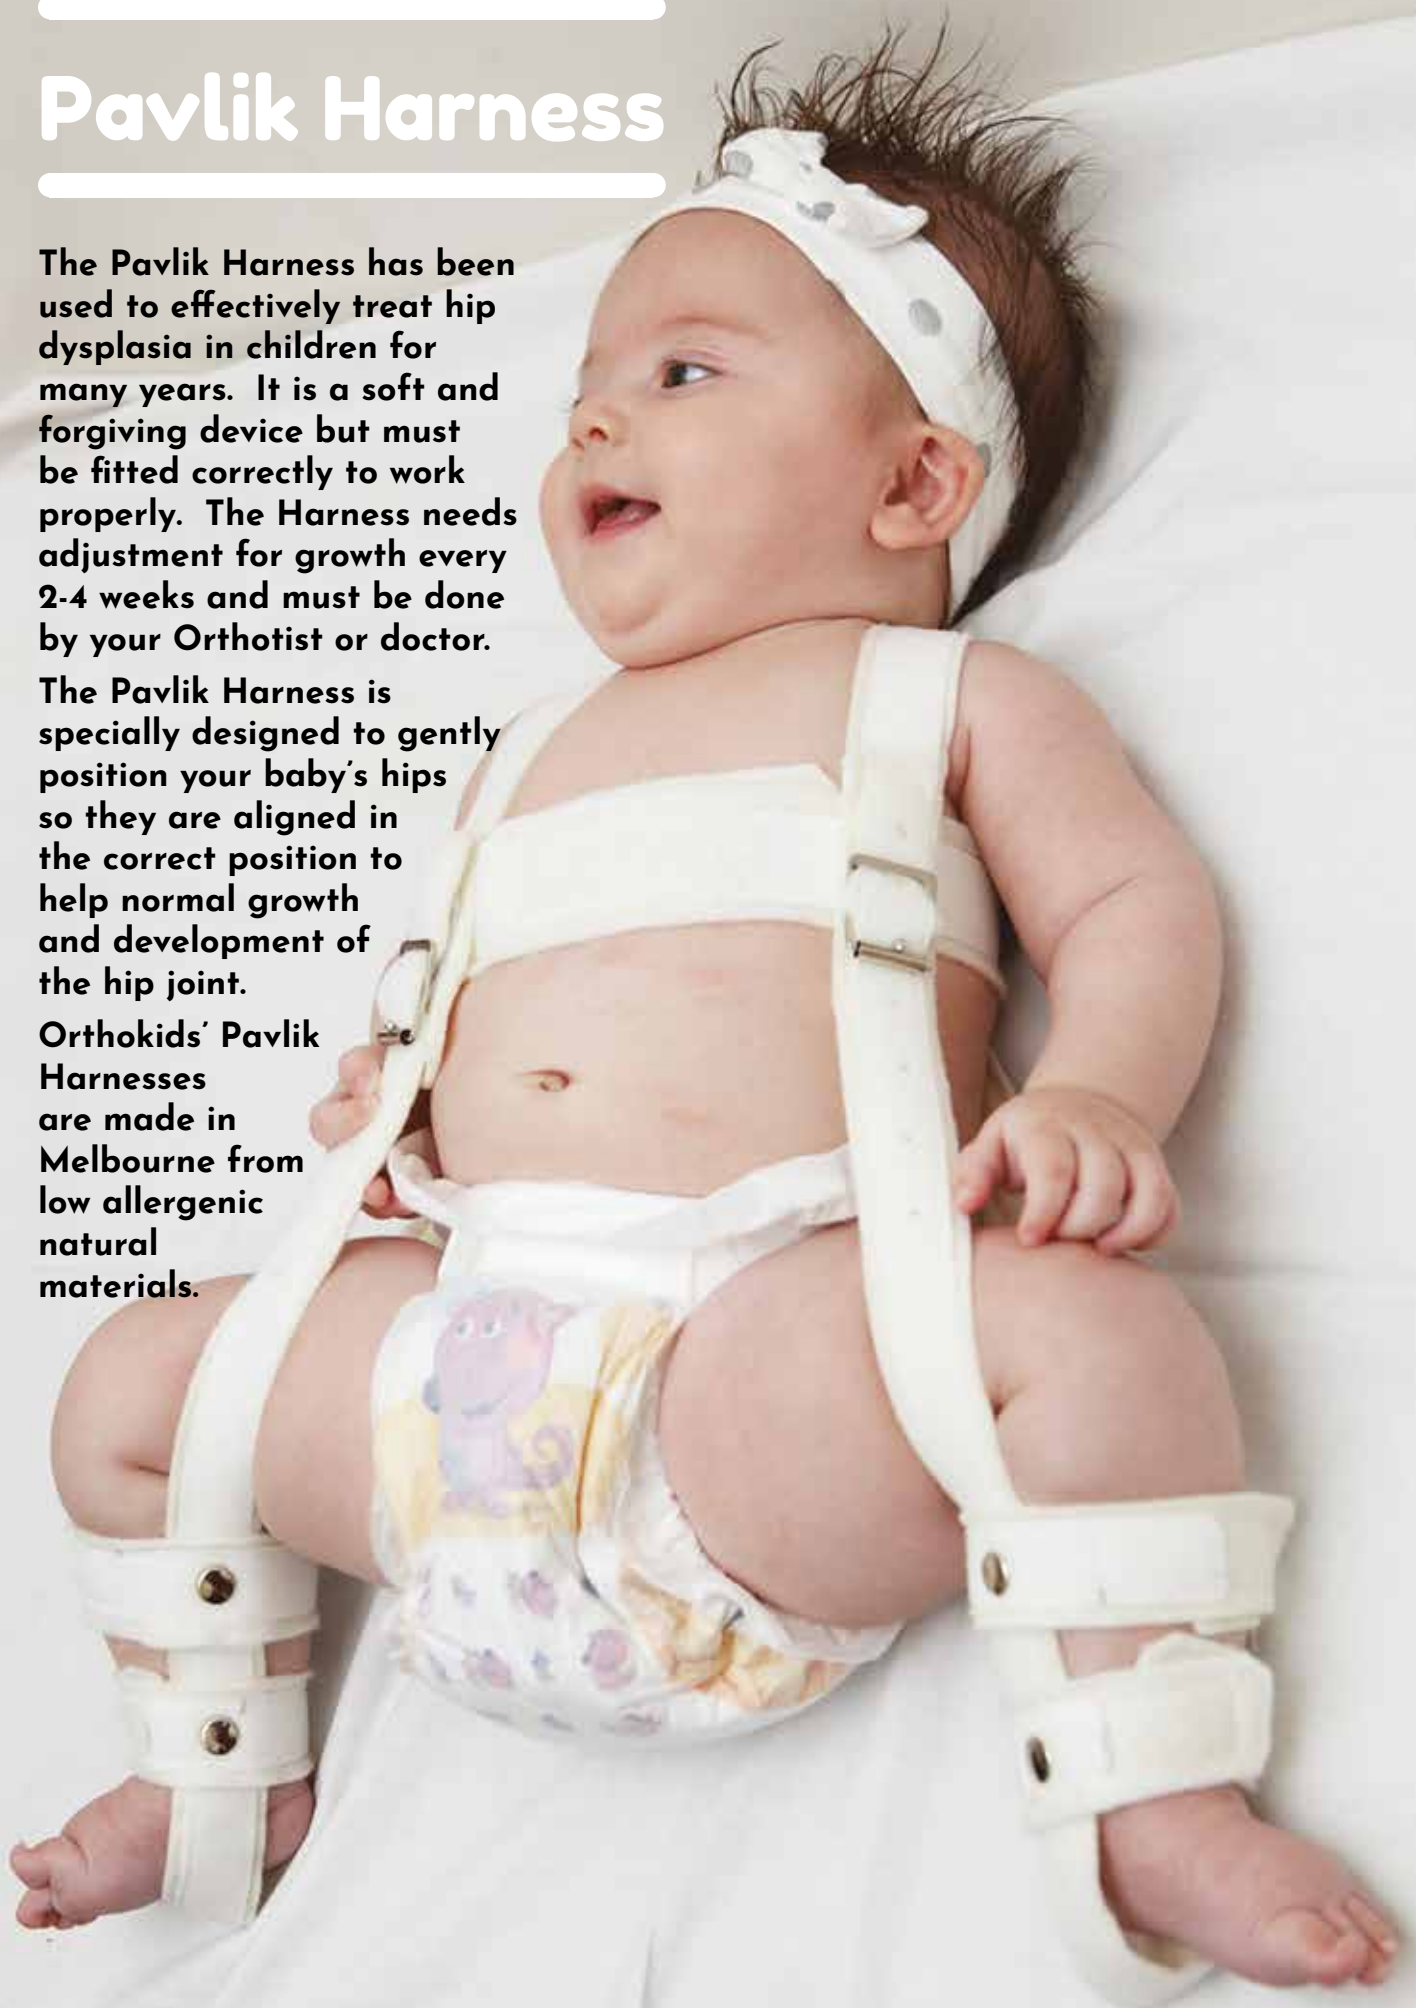 Pavlik Harness
The Pavlik Harness has been
used to effectively treat hip
dysplasia in children for
many years.  It is a soft and
forgiving device but must
be fitted correctly to work
properly.  The Harness needs
adjustment for growth every
2-4 weeks and must be done
by your Orthotist or doctor.
The Pavlik Harness is
specially designed to gently
position your baby's hips
so they are aligned in
the correct position to
help normal growth
and development of
the hip joint.
Orthokids' Pavlik
Harnesses
are made in
Melbourne from
low allergenic
natural
materials.